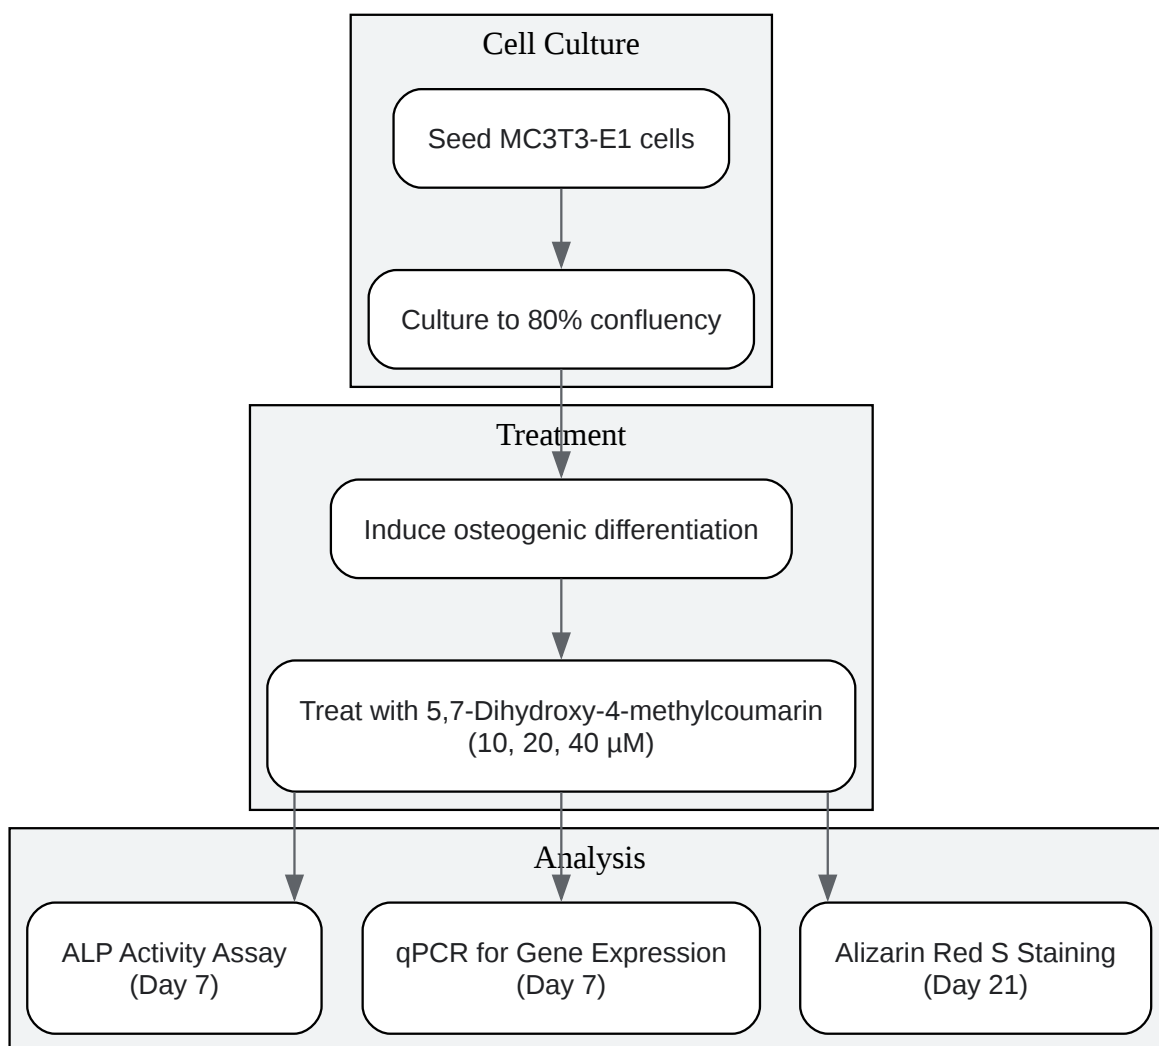 Cell Culture
Seed MC3T3-E1 cells
Culture to 80% confluency
Treatment
Induce osteogenic differentiation
Treat with 5,7-Dihydroxy-4-methylcoumarin
(10, 20, 40 µM)
Analysis
ALP Activity Assay
(Day 7)
qPCR for Gene Expression
(Day 7)
Alizarin Red S Staining
(Day 21)